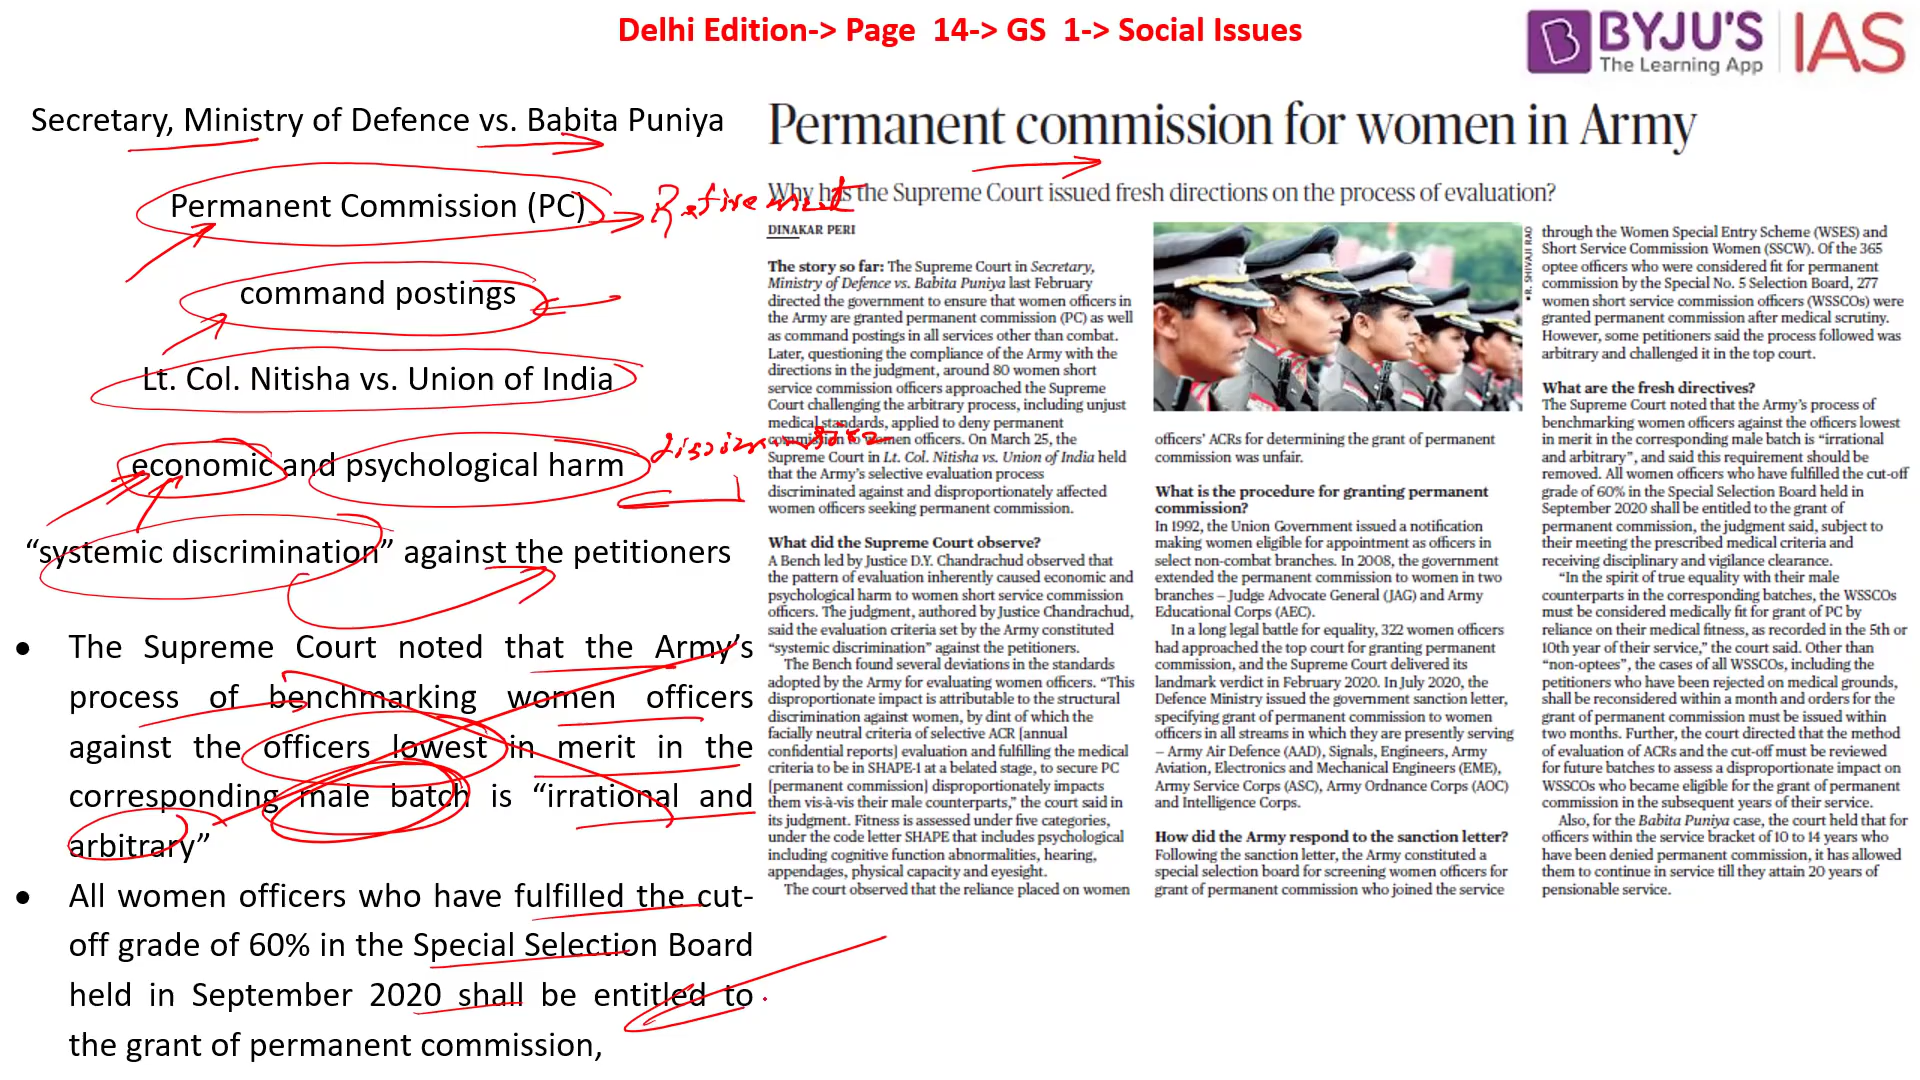 Delhi Edition-> Page 14-> GS 1-> Social Issues
BYJU'S
The Learning App
IAS
Secretary, Ministry of Defence vs. Babita Puniya
Permanent Commission (PC)
Retirement
command postings
Lt. Col. Nitisha vs. Union of India
economic and psychological harm
"systemic discrimination" against the petitioners
• The Supreme Court noted that the Army's
process of benchmarking women officers
against the officers lowest in merit in the
corresponding male batch is "irrational and
arbitrary"
• All women officers who have fulfilled the cut-
off grade of 60% in the Special Selection Board
held in September 2020 shall be entitled to
the grant of permanent commission,
Permanent commission for women in Army
Why has the Supreme Court issued fresh directions on the process of evaluation?
DINAKAR PERI
The story so far: The Supreme Court in Secretary,
Ministry of Defence vs. Babita Puniya last February
directed the government to ensure that women officers in
the Army are granted permanent commission (PC) as well
as command postings in all services other than combat.
Later, questioning the compliance of the Army with the
directions in the judgment, around 80 women short
service commission officers approached the Supreme
Court challenging the arbitrary process, including unjust
medical standards, applied to deny permanent
commission to women officers. On March 25, the
Supreme Court in Lt. Col. Nitisha vs. Union of India held
that the Army's selective evaluation process
discriminated against and disproportionately affected
women officers seeking permanent commission.
What did the Supreme Court observe?
A Bench led by Justice D.Y. Chandrachud observed that
the pattern of evaluation inherently caused economic and
psychological harm to women short service commission
officers. The judgment, authored by Justice Chandrachud,
said the evaluation criteria set by the Army constituted
"systemic discrimination" against the petitioners.
The Bench found several deviations in the standards
adopted by the Army for evaluating women officers. "This
disproportionate impact is attributable to the structural
discrimination against women, by dint of which the
facially neutral criteria of selective ACR [annual
confidential reports] evaluation and fulfilling the medical
criteria to be in SHAPE-1 at a belated stage, to secure PC
[permanent commission] disproportionately impacts
them vis-à-vis their male counterparts," the court said in
its judgment. Fitness is assessed under five categories,
under the code letter SHAPE that includes psychological
including cognitive function abnormalities, hearing,
appendages, physical capacity and eyesight.
The court observed that the reliance placed on women
R. SHIVAJI RAO
officers' ACRs for determining the grant of permanent
commission was unfair.
What is the procedure for granting permanent
commission?
In 1992, the Union Government issued a notification
making women eligible for appointment as officers in
select non-combat branches. In 2008, the government
extended the permanent commission to women in two
branches – Judge Advocate General (JAG) and Army
Educational Corps (AEC).
In a long legal battle for equality, 322 women officers
had approached the top court for granting permanent
commission, and the Supreme Court delivered its
landmark verdict in February 2020. In July 2020, the
Defence Ministry issued the government sanction letter,
specifying grant of permanent commission to women
officers in all streams in which they are presently serving
– Army Air Defence (AAD), Signals, Engineers, Army
Aviation, Electronics and Mechanical Engineers (EME),
Army Service Corps (ASC), Army Ordnance Corps (AOC)
and Intelligence Corps.
How did the Army respond to the sanction letter?
Following the sanction letter, the Army constituted a
special selection board for screening women officers for
grant of permanent commission who joined the service
through the Women Special Entry Scheme (WSES) and
Short Service Commission Women (SSCW). Of the 365
optee officers who were considered fit for permanent
commission by the Special No. 5 Selection Board, 277
women short service commission officers (WSSCOs) were
granted permanent commission after medical scrutiny.
However, some petitioners said the process followed was
arbitrary and challenged it in the top court.
What are the fresh directives?
The Supreme Court noted that the Army's process of
benchmarking women officers against the officers lowest
in merit in the corresponding male batch is "irrational
and arbitrary", and said this requirement should be
removed. All women officers who have fulfilled the cut-off
grade of 60% in the Special Selection Board held in
September 2020 shall be entitled to the grant of
permanent commission, the judgment said, subject to
their meeting the prescribed medical criteria and
receiving disciplinary and vigilance clearance.
"In the spirit of true equality with their male
counterparts in the corresponding batches, the WSSCOs
must be considered medically fit for grant of PC by
reliance on their medical fitness, as recorded in the 5th or
10th year of their service," the court said. Other than
"non-optees", the cases of all WSSCOs, including the
petitioners who have been rejected on medical grounds,
shall be reconsidered within a month and orders for the
grant of permanent commission must be issued within
two months. Further, the court directed that the method
of evaluation of ACRs and the cut-off must be reviewed
for future batches to assess a disproportionate impact on
WSSCOs who became eligible for the grant of permanent
commission in the subsequent years of their service.
Also, for the Babita Puniya case, the court held that for
officers within the service bracket of 10 to 14 years who
have been denied permanent commission, it has allowed
them to continue in service till they attain 20 years of
pensionable service.